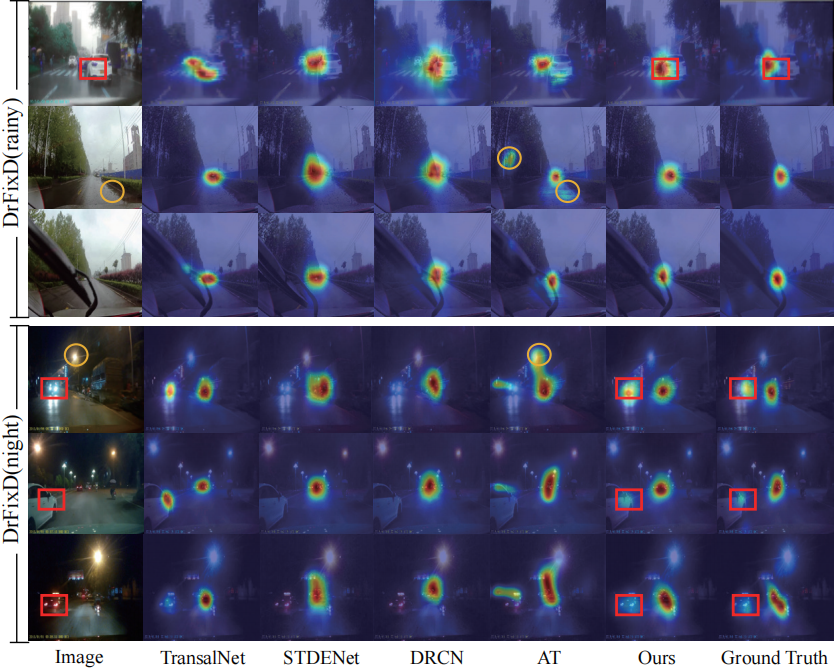 DrFixD(rainy)
DrFixD(night)
Image TransalNet STDENet DRCN AT Ours Ground Truth